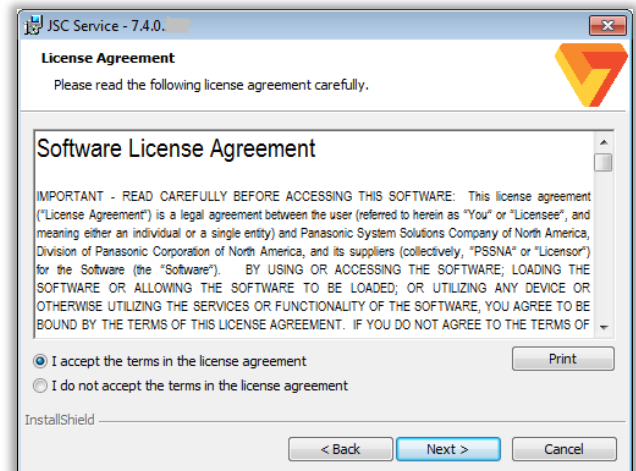 JSC Service - 7.4.0.
License Agreement
Please read the following license agreement carefully.
Software License Agreement
IMPORTANT - READ CAREFULLY BEFORE ACCESSING THIS SOFTWARE: This license agreement
("License Agreement") is a legal agreement between the user (referred to herein as "You" or "Licensee", and
meaning either an individual or a single entity) and Panasonic System Solutions Company of North America,
Division of Panasonic Corporation of North America, and its suppliers (collectively, "PSSNA" or "Licensor")
for the Software (the "Software"). BY USING OR ACCESSING THE SOFTWARE; LOADING THE
SOFTWARE OR ALLOWING THE SOFTWARE TO BE LOADED; OR UTILIZING ANY DEVICE OR
OTHERWISE UTILIZING THE SERVICES OR FUNCTIONALITY OF THE SOFTWARE, YOU AGREE TO BE
BOUND BY THE TERMS OF THIS LICENSE AGREEMENT. IF YOU DO NOT AGREE TO THE TERMS OF
I accept the terms in the license agreement
Print
I do not accept the terms in the license agreement
InstallShield
< Back
Next >
Cancel